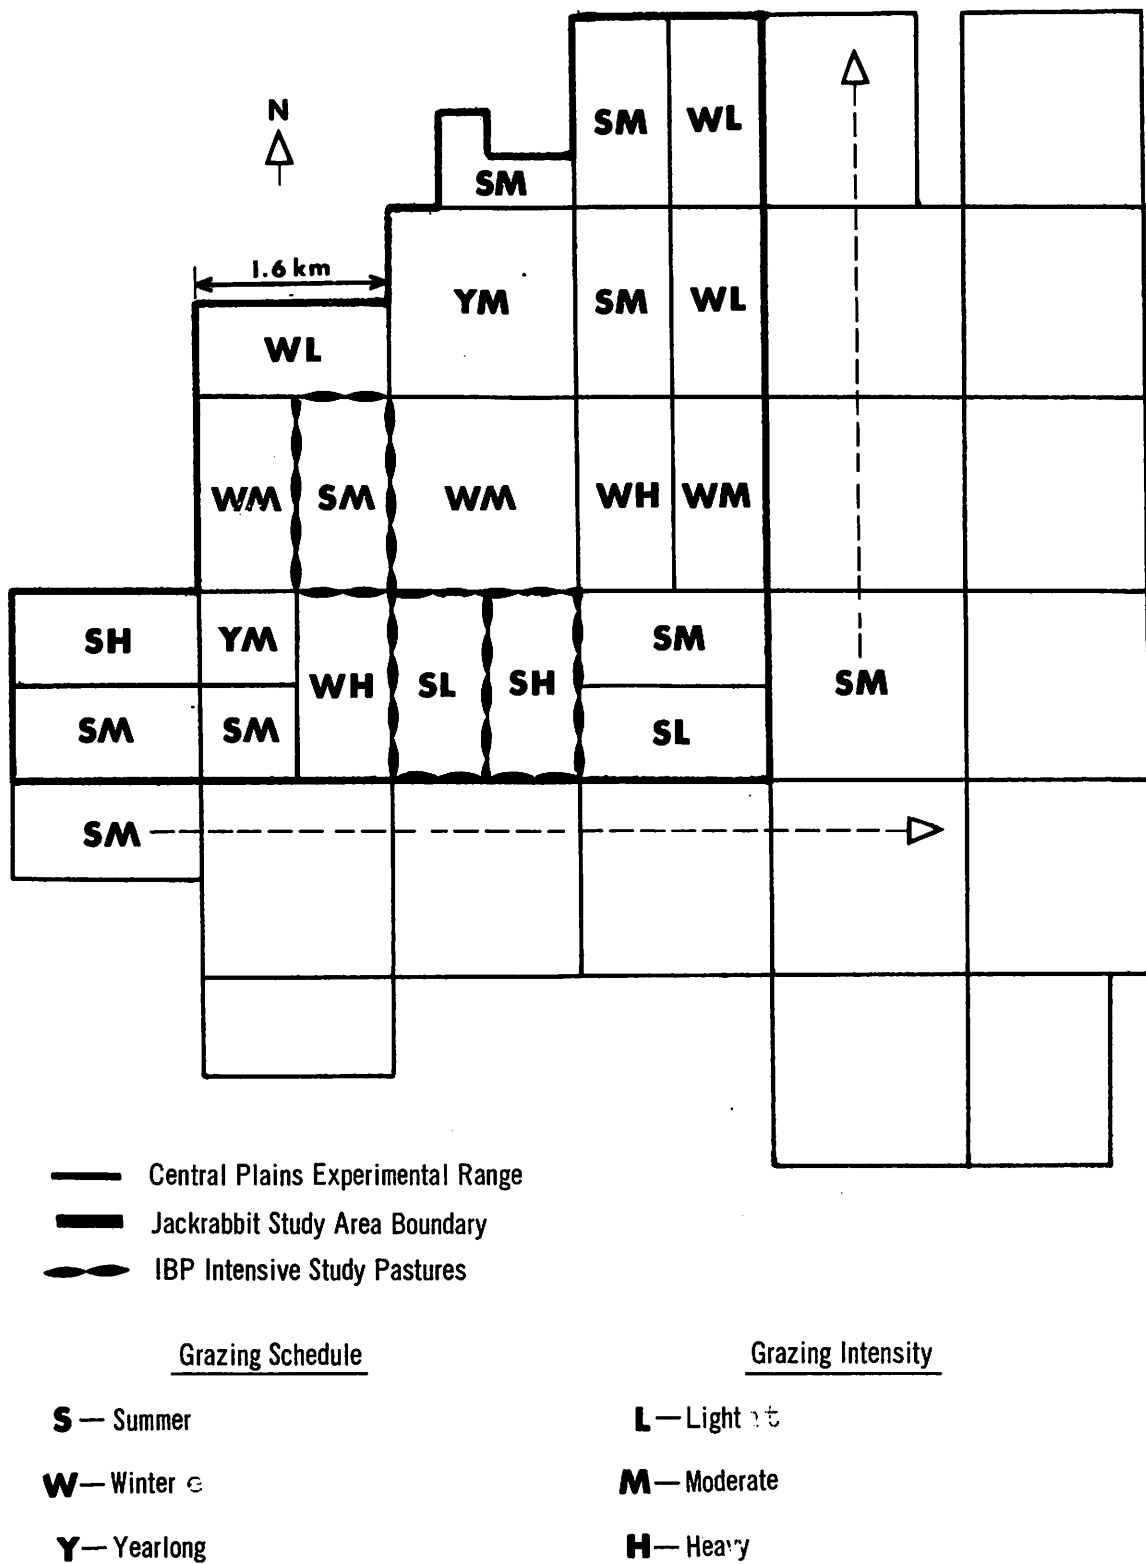 N
SM WL
SM
1.6 km
YM SM WL
WL
WM SM WM WH WM
SH YM SM
WH SL SH SM
SM SM SL
SM
Central Plains Experimental Range
Jackrabbit Study Area Boundary
IBP Intensive Study Pastures
Grazing Schedule Grazing Intensity
S — Summer L — Light
W — Winter M — Moderate
Y — Yearlong H — Heavy